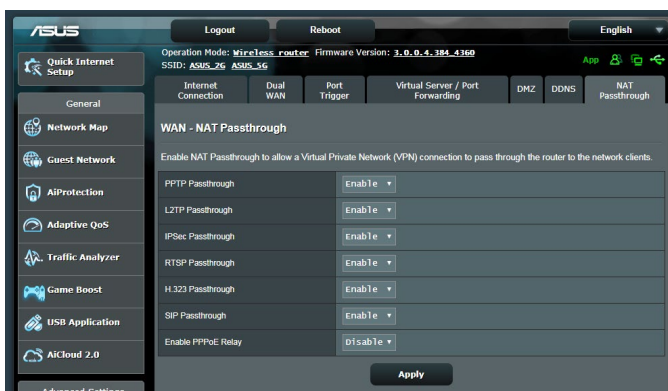 ASUS
Logout
Reboot
English
Operation Mode: Wireless router Firmware Version: 3.0.0.4.384_4360
SSID: ASUS_2G ASUS_5G
App
Quick Internet
Setup
General
Network Map
Guest Network
AiProtection
Adaptive QoS
Traffic Analyzer
Game Boost
USB Application
AiCloud 2.0
Advanced Settings
Internet
Connection
Dual
WAN
Port
Trigger
Virtual Server / Port
Forwarding
DMZ
DDNS
NAT
Passthrough
WAN - NAT Passthrough
Enable NAT Passthrough to allow a Virtual Private Network (VPN) connection to pass through the router to the network clients.
PPTP Passthrough Enable
L2TP Passthrough Enable
IPSec Passthrough Enable
RTSP Passthrough Enable
H.323 Passthrough Enable
SIP Passthrough Enable
Enable PPPoE Relay Disable
Apply